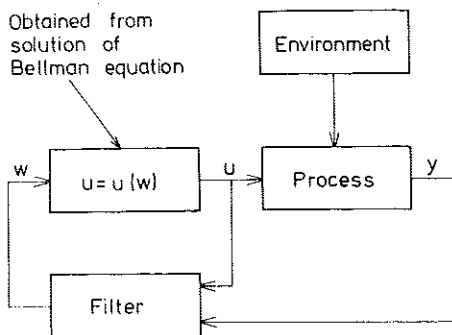 Obtained from
solution of
Bellman equation
Environment
w
u = u (w)
u
Process
y
Filter